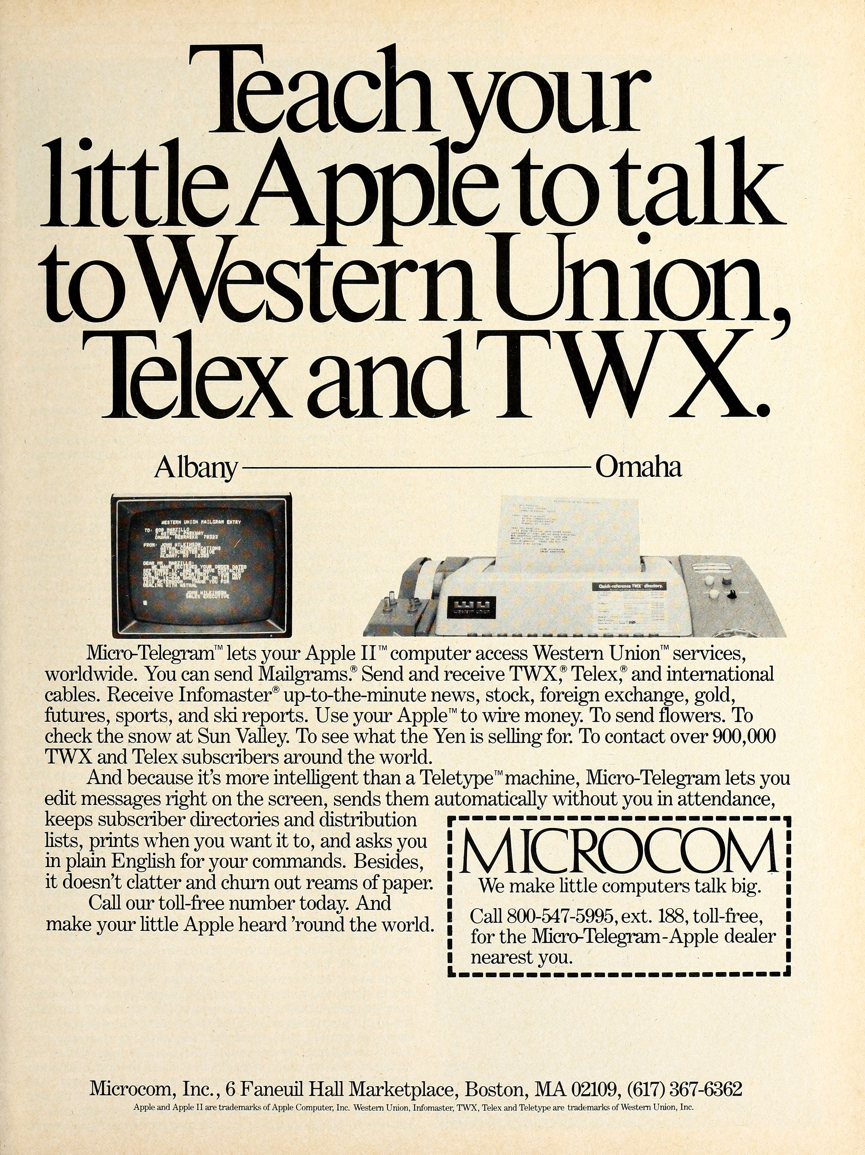 Teach your
little Apple to talk
to Western Union,
Telex and TWX.
Albany
Omaha
WESTERN UNION MAILGRAM ENTRY
Quick-reference TWX directory.
Micro-Telegram™ lets your Apple II™ computer access Western Union™ services,
worldwide. You can send Mailgrams.® Send and receive TWX,® Telex,® and international
cables. Receive Infomaster® up-to-the-minute news, stock, foreign exchange, gold,
futures, sports, and ski reports. Use your Apple™ to wire money. To send flowers. To
check the snow at Sun Valley. To see what the Yen is selling for. To contact over 900,000
TWX and Telex subscribers around the world.
And because it's more intelligent than a Teletype™ machine, Micro-Telegram lets you
edit messages right on the screen, sends them automatically without you in attendance,
keeps subscriber directories and distribution
lists, prints when you want it to, and asks you
in plain English for your commands. Besides,
it doesn't clatter and churn out reams of paper.
Call our toll-free number today. And
make your little Apple heard 'round the world.
MICROCOM
We make little computers talk big.
Call 800-547-5995, ext. 188, toll-free,
for the Micro-Telegram-Apple dealer
nearest you.
Microcom, Inc., 6 Faneuil Hall Marketplace, Boston, MA 02109, (617) 367-6362
Apple and Apple II are trademarks of Apple Computer, Inc. Western Union, Infomaster, TWX, Telex and Teletype are trademarks of Western Union, Inc.